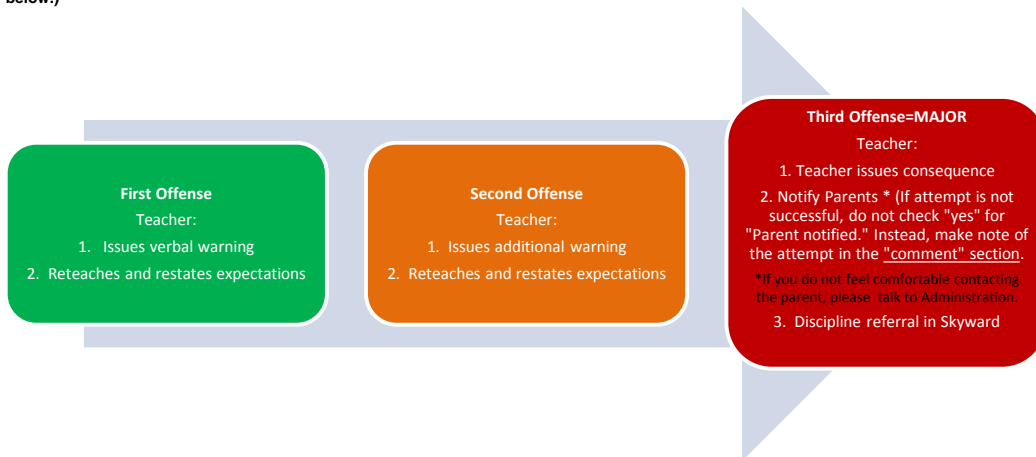 below.)
First Offense
Teacher:
1. Issues verbal warning
2. Reteaches and restates expectations
Second Offense
Teacher:
1. Issues additional warning
2. Reteaches and restates expectations
Third Offense=MAJOR
Teacher:
1. Teacher issues consequence
2. Notify Parents * (If attempt is not
successful, do not check "yes" for
"Parent notified." Instead, make note of
the attempt in the "comment" section.
*If you do not feel comfortable contacting
the parent, please talk to Administration.
3. Discipline referral in Skyward